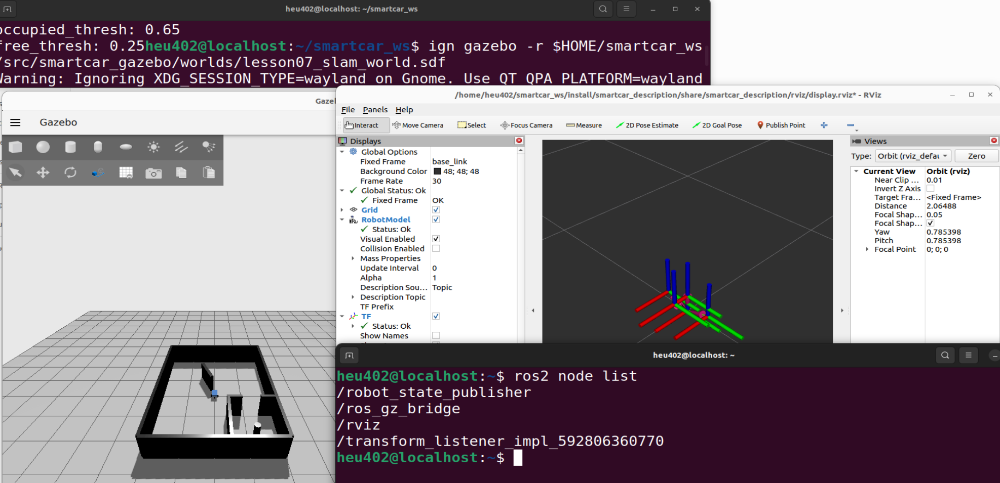 heu402@localhost: ~/smartcar_ws
occupied_thresh: 0.65
free_thresh: 0.25heu402@localhost:~/smartcar_ws$ ign gazebo -r $HOME/smartcar_ws
/src/smartcar_gazebo/worlds/lesson07_slam_world.sdf
Warning: Ignoring XDG_SESSION_TYPE=wayland on Gnome. Use QT_QPA_PLATFORM=wayland
Gazebo
/home/heu402/smartcar_ws/install/smartcar_description/share/smartcar_description/rviz/display.rviz* - RViz
File Panels Help
Interact Move Camera Select Focus Camera Measure 2D Pose Estimate 2D Goal Pose Publish Point
Displays
Global Options
Fixed Frame base_link
Background Color 48; 48; 48
Frame Rate 30
Global Status: Ok
Fixed Frame OK
Grid
RobotModel
Status: Ok
Visual Enabled
Collision Enabled
Mass Properties
Update Interval 0
Alpha 1
Description Sou... Topic
Description Topic
TF Prefix
TF
Status: Ok
Show Names
Views
Type: Orbit (rviz_defau Zero
Current View Orbit (rviz)
Near Clip ... 0.01
Invert Z Axis
Target Fra... <Fixed Frame>
Distance 2.06488
Focal Shap... 0.05
Focal Shap...
Yaw 0.785398
Pitch 0.785398
Focal Point 0; 0; 0
heu402@localhost: ~
heu402@localhost:~$ ros2 node list
/robot_state_publisher
/ros_gz_bridge
/rviz
/transform_listener_impl_592806360770
heu402@localhost:~$